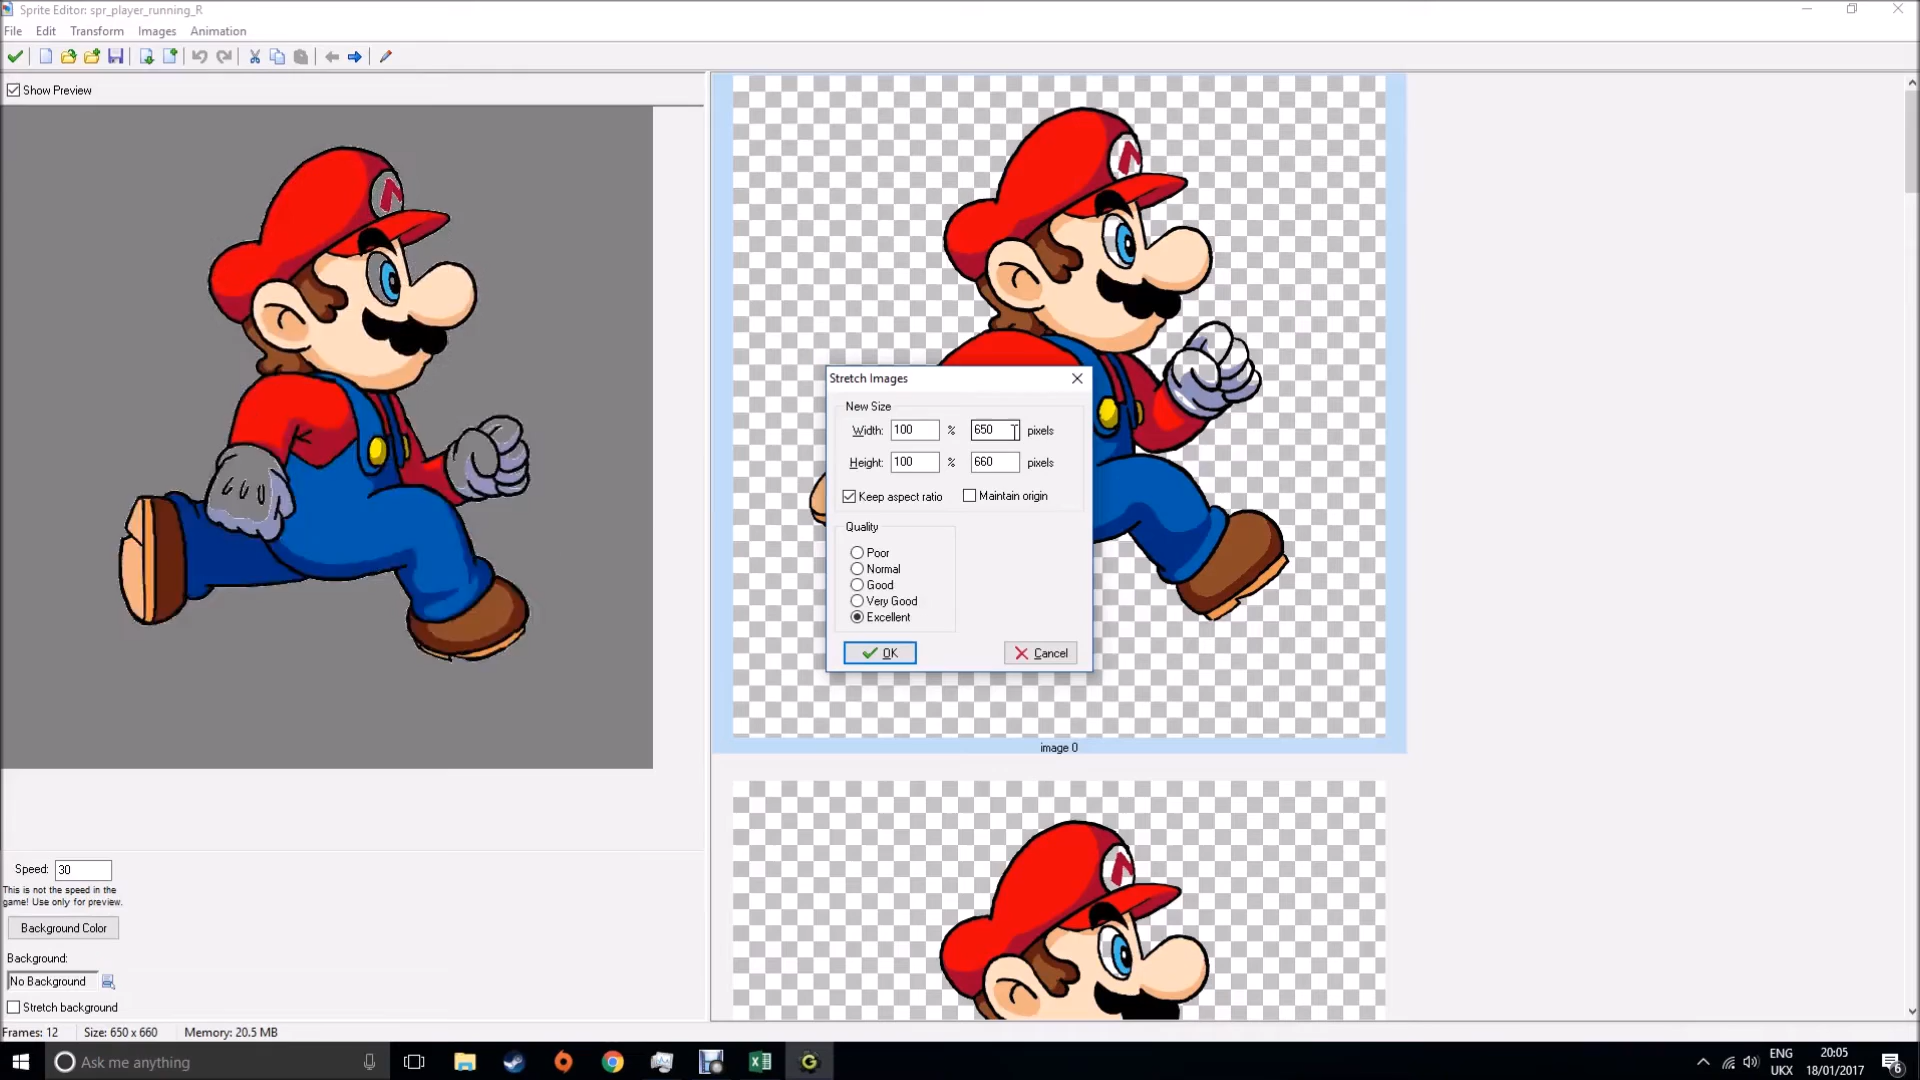 Sprite Editor: spr_player_running_R
File Edit Transform Images Animation
Show Preview
Stretch Images
New Size
Width: 100 % 650 pixels
Height: 100 % 660 pixels
Keep aspect ratio Maintain origin
Quality
Poor
Normal
Good
Very Good
Excellent
OK Cancel
image 0
Speed: 30
This is not the speed in the
game! Use only for preview.
Background Color
Background:
No Background
Stretch background
Frames: 12 Size: 650 x 660 Memory: 20.5 MB
Ask me anything
ENG 20:05
UKX 18/01/2017
6